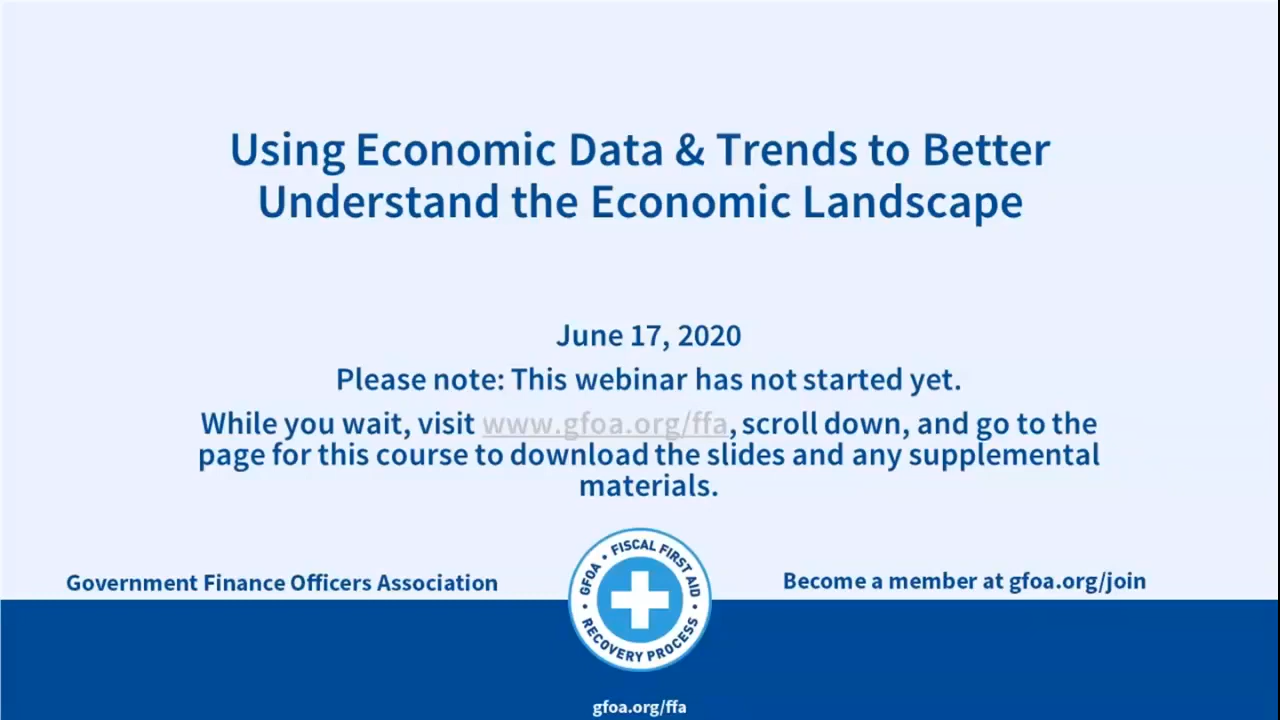 Using Economic Data & Trends to Better
Understand the Economic Landscape
June 17, 2020
Please note: This webinar has not started yet.
While you wait, visit www.gfoa.org/ffa, scroll down, and go to the
page for this course to download the slides and any supplemental
materials.
Government Finance Officers Association
GFOA • FISCAL FIRST AID • RECOVERY PROCESS •
Become a member at gfoa.org/join
gfoa.org/ffa